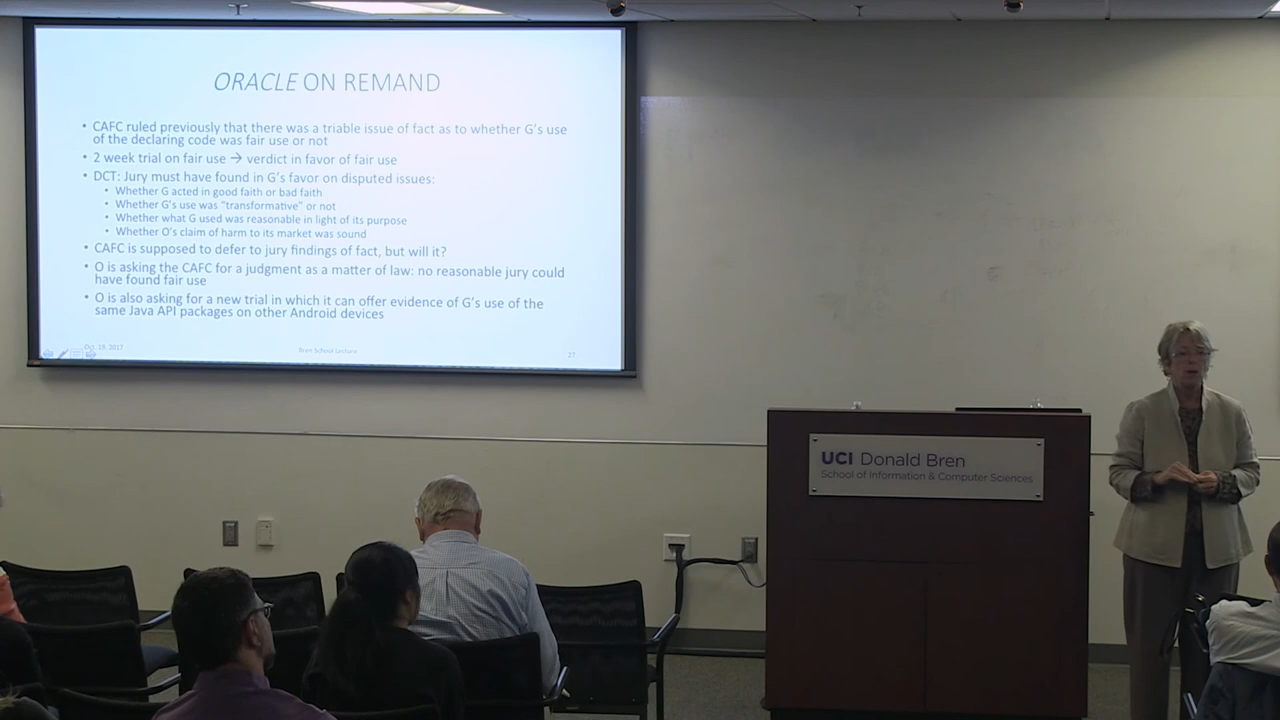 ORACLE ON REMAND
• CAFC ruled previously that there was a triable issue of fact as to whether G's use
of the declaring code was fair use or not
• 2 week trial on fair use → verdict in favor of fair use
• DCT: Jury must have found in G's favor on disputed issues:
• Whether G acted in good faith or bad faith
• Whether G's use was "transformative" or not
• Whether what G used was reasonable in light of its purpose
• Whether O's claim of harm to its market was sound
• CAFC is supposed to defer to jury findings of fact, but will it?
• O is asking the CAFC for a judgment as a matter of law: no reasonable jury could
have found fair use
• O is also asking for a new trial in which it can offer evidence of G's use of the
same Java API packages on other Android devices
Oct. 19, 2017
Bren School Lecture
27
UCI Donald Bren
School of Information & Computer Sciences